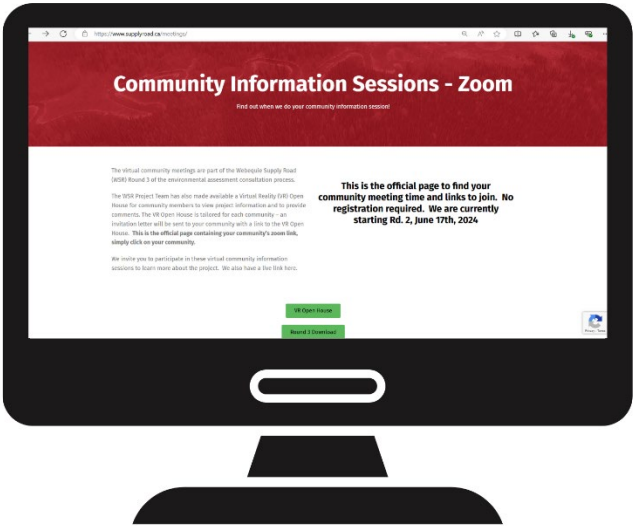 https://www.supplyroad.ca/meetings/
Community Information Sessions - Zoom
Find out when we do your community information session!
The virtual community meetings are part of the Webequie Supply Road
(WSR) Round 3 of the environmental assessment consultation process.
The WSR Project Team has also made available a Virtual Reality (VR) Open
House for community members to view project information and to provide
comments. The VR Open House is tailored for each community – an
invitation letter will be sent to your community with a link to the VR Open
House. This is the official page containing your community's zoom link,
simply click on your community.
We invite you to participate in these virtual community information
sessions to learn more about the project. We also have a live link here.
This is the official page to find your
community meeting time and links to join. No
registration required. We are currently
starting Rd. 2, June 17th, 2024
VR Open House
Round 3 Download